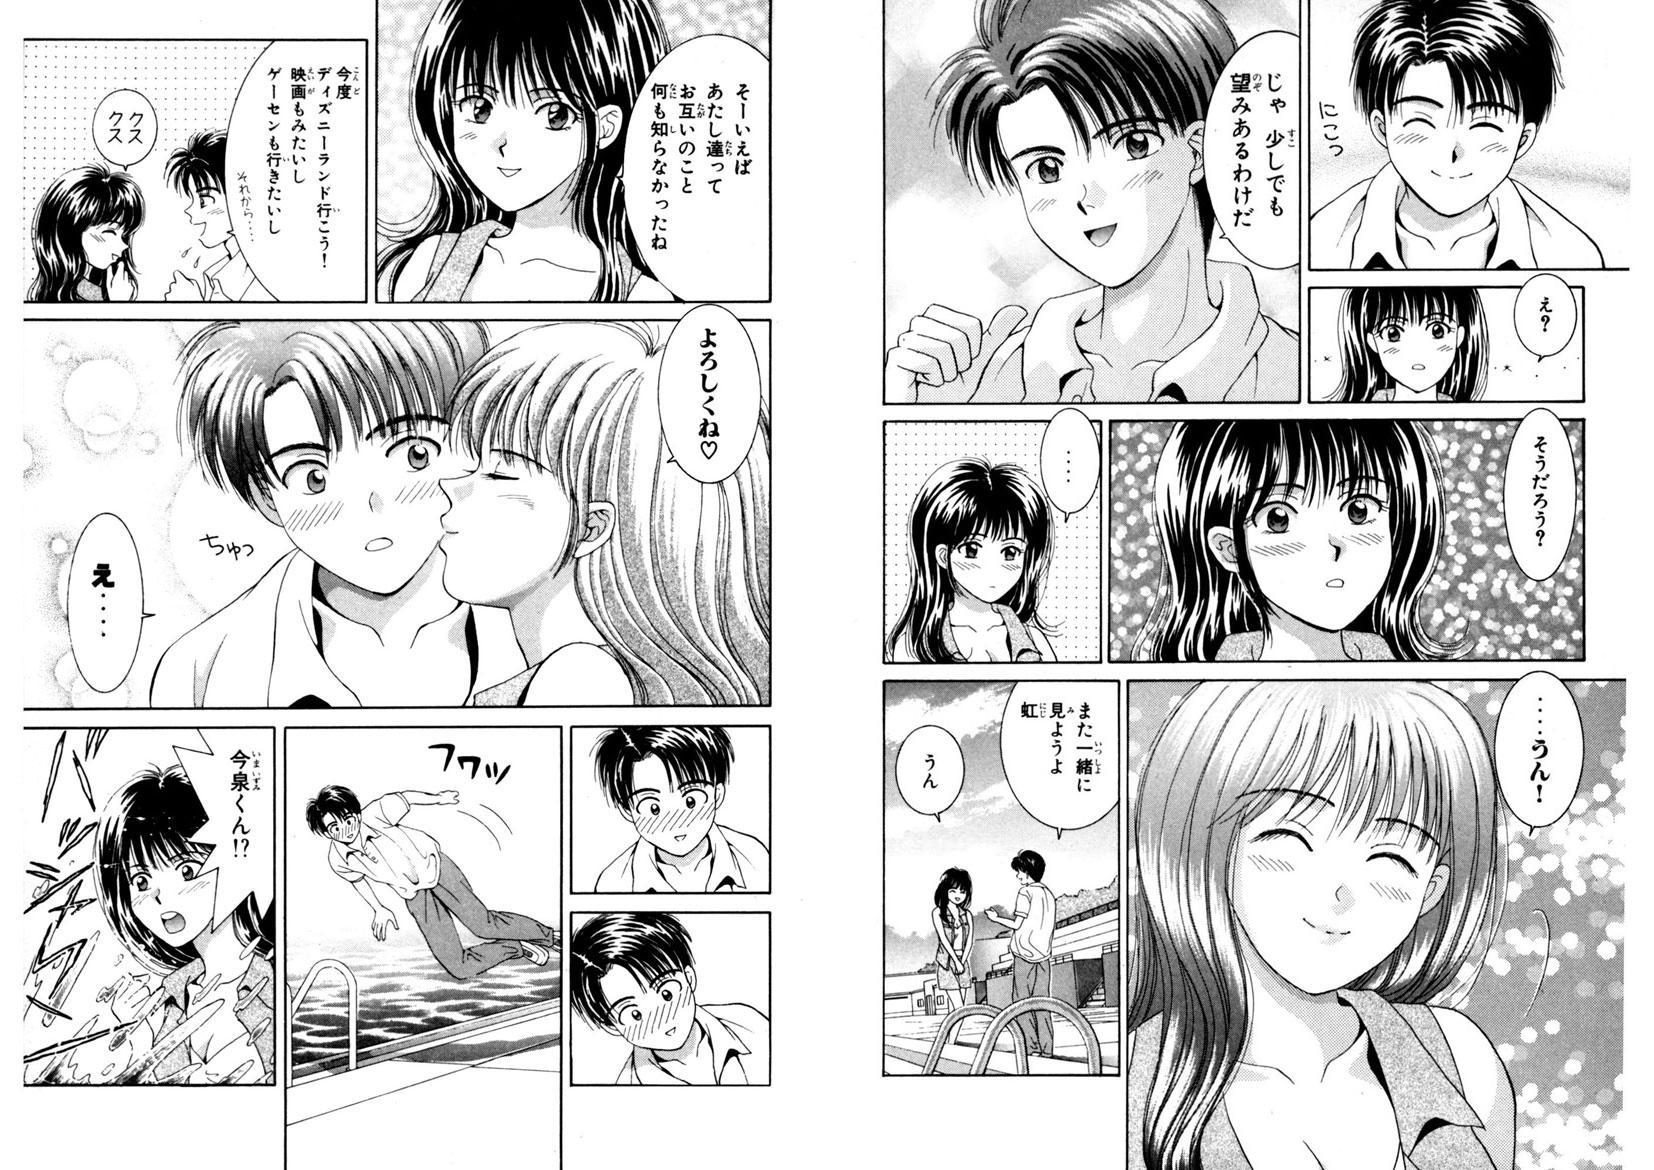 にこっ
じゃ 少しでも
望みあるわけだ
え？
そうだろう？
‥‥
‥‥うん！
また一緒に
見ようよ
虹
うん
そーいえば
あたし達って
お互いのこと
何も知らなかったね
今度
ディズニーランド行こう！
映画もみたいし
ゲーセンも行きたいし
それから‥‥
クス
クス
よろしくね♡
ちゅっ
え‥‥
フワッ
今泉くん！？